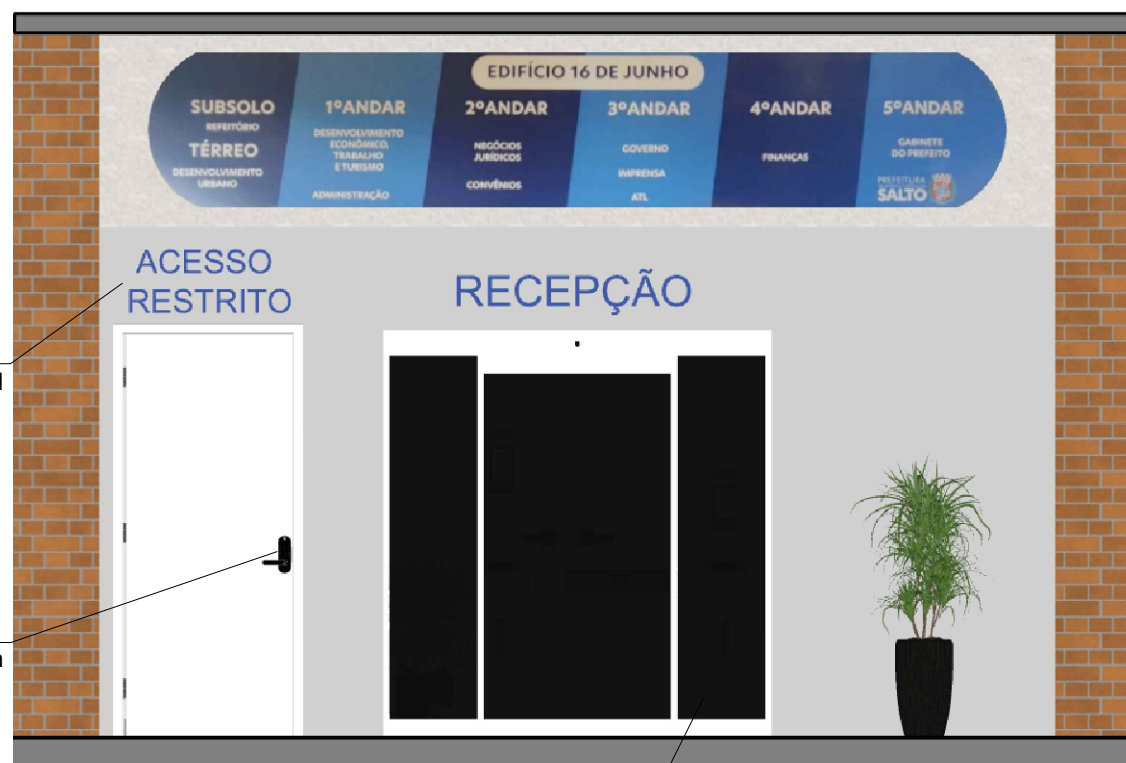 EDIFÍCIO 16 DE JUNHO
SUBSOLO
REFEITÓRIO
TÉRREO
DESENVOLVIMENTO
URBANO
1ºANDAR
DESENVOLVIMENTO
ECONÔMICO,
TRABALHO
E TURISMO
ADMINISTRAÇÃO
2ºANDAR
NEGÓCIOS
JURÍDICOS
CONVÊNIOS
3ºANDAR
GOVERNO
IMPRENSA
ATL
4ºANDAR
FINANÇAS
5ºANDAR
GABINETE
DO PREFEITO
PREFEITURA
SALTO
ACESSO
RESTRITO
RECEPÇÃO